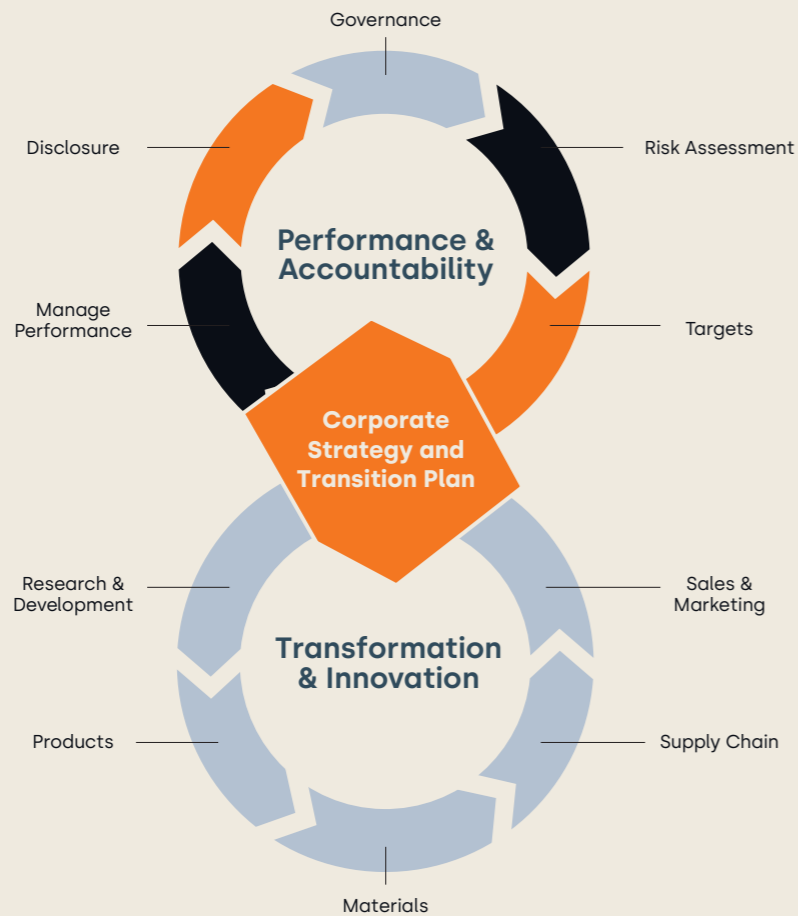 Governance
Disclosure
Risk Assessment
Performance &
Accountability
Manage
Performance
Targets
Corporate
Strategy and
Transition Plan
Research &
Development
Sales &
Marketing
Transformation
& Innovation
Products
Supply Chain
Materials